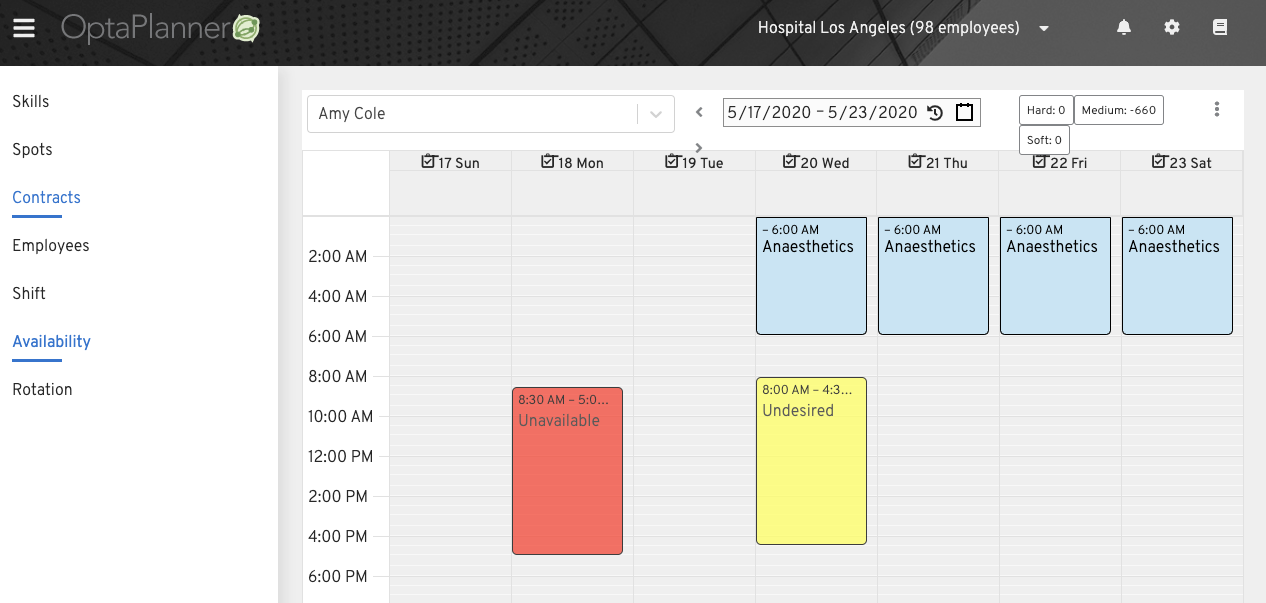 OptaPlanner
Hospital Los Angeles (98 employees)
Skills
Spots
Contracts
Employees
Shift
Availability
Rotation
Amy Cole
5/17/2020 – 5/23/2020
Hard: 0
Medium: -660
Soft: 0
17 Sun
18 Mon
19 Tue
20 Wed
21 Thu
22 Fri
23 Sat
2:00 AM
4:00 AM
6:00 AM
8:00 AM
10:00 AM
12:00 PM
2:00 PM
4:00 PM
6:00 PM
8:30 AM – 5:0...
Unavailable
– 6:00 AM
Anaesthetics
8:00 AM – 4:3...
Undesired
– 6:00 AM
Anaesthetics
– 6:00 AM
Anaesthetics
– 6:00 AM
Anaesthetics